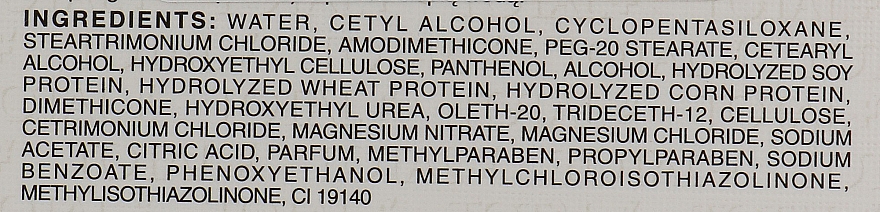 INGREDIENTS: WATER, CETYL ALCOHOL, CYCLOPENTASILOXANE,
STEARTRIMONIUM CHLORIDE, AMODIMETHICONE, PEG-20 STEARATE, CETEARYL
ALCOHOL, HYDROXYETHYL CELLULOSE, PANTHENOL, ALCOHOL, HYDROLYZED SOY
PROTEIN, HYDROLYZED WHEAT PROTEIN, HYDROLYZED CORN PROTEIN,
DIMETHICONE, HYDROXYETHYL UREA, OLETH-20, TRIDECETH-12, CELLULOSE,
CETRIMONIUM CHLORIDE, MAGNESIUM NITRATE, MAGNESIUM CHLORIDE, SODIUM
ACETATE, CITRIC ACID, PARFUM, METHYLPARABEN, PROPYLPARABEN, SODIUM
BENZOATE, PHENOXYETHANOL, METHYLCHLOROISOTHIAZOLINONE,
METHYLISOTHIAZOLINONE, CI 19140